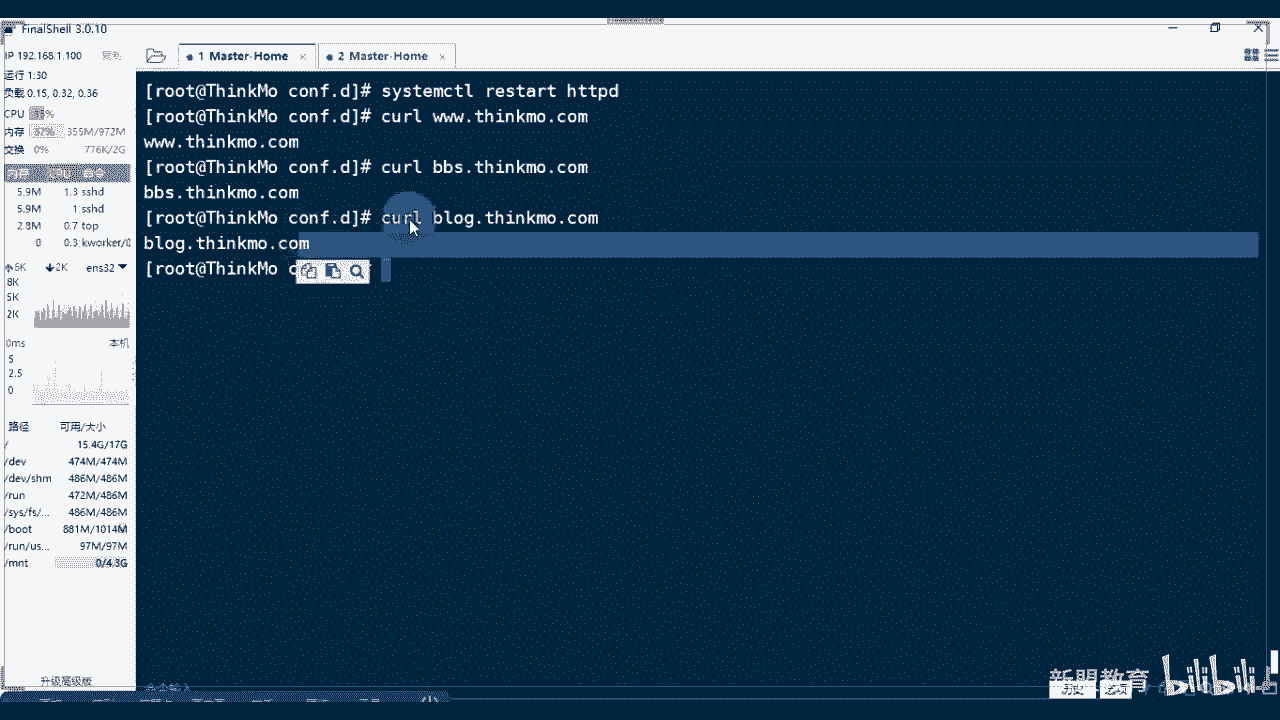 FinalShell 3.0.10
IP 192.168.1.100
1 Master-Home
2 Master-Home
运行 1:30
负载 0.15, 0.32, 0.36
CPU
内存 37% 355M/972M
交换 0% 776K/2G
内存 CPU 命令
5.9M 1.3 sshd
5.9M 1 sshd
2.8M 0.7 top
0 0.3 kworker/0
6K 2K ens32
8K
5K
2K
0ms 本机
5
2.5
0
路径 可用/大小
/ 15.4G/17G
/dev 474M/474M
/dev/shm 486M/486M
/run 472M/486M
/sys/fs/... 486M/486M
/boot 881M/1014M
/run/us... 97M/97M
/mnt 0/4.3G
升级高级版
[root@ThinkMo conf.d]# systemctl restart httpd
[root@ThinkMo conf.d]# curl www.thinkmo.com
www.thinkmo.com
[root@ThinkMo conf.d]# curl bbs.thinkmo.com
bbs.thinkmo.com
[root@ThinkMo conf.d]# curl blog.thinkmo.com
blog.thinkmo.com
[root@ThinkMo c
新盟教育 bilibili
历史